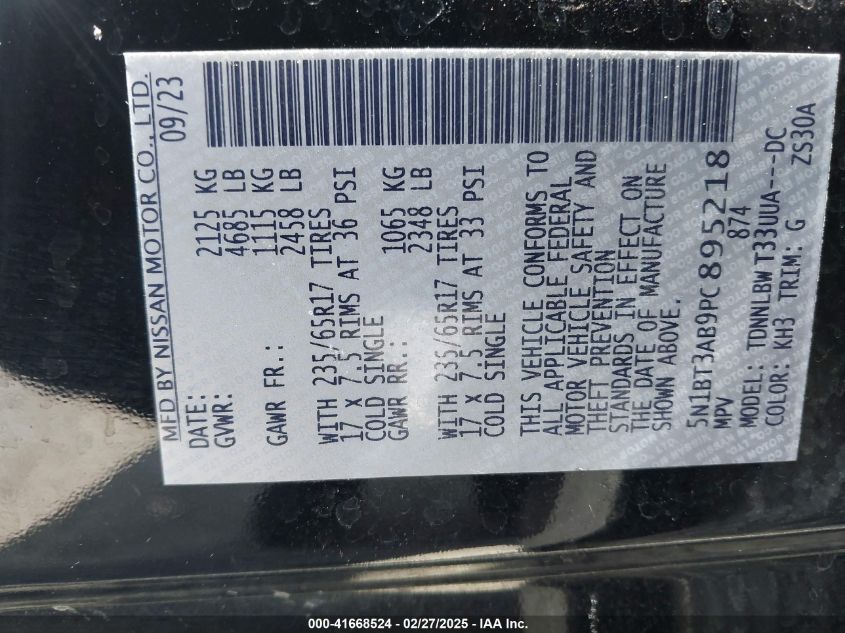 MFD BY NISSAN MOTOR CO., LTD.
DATE: 09/23
GVWR: 2125 KG
4685 LB
GAWR FR.: 1115 KG
2458 LB
WITH 235/65R17 TIRES
17 X 7.5 RIMS AT 36 PSI
COLD SINGLE
GAWR RR.: 1065 KG
2348 LB
WITH 235/65R17 TIRES
17 X 7.5 RIMS AT 33 PSI
COLD SINGLE
THIS VEHICLE CONFORMS TO
ALL APPLICABLE FEDERAL
MOTOR VEHICLE SAFETY AND
THEFT PREVENTION
STANDARDS IN EFFECT ON
THE DATE OF MANUFACTURE
SHOWN ABOVE.
5N1BT3AB9PC895218
MPV 874
MODEL: TDNNLBW T33UUA---DC
COLOR: KH3 TRIM: G ZS30A
000-41668524 - 02/27/2025 - IAA Inc.